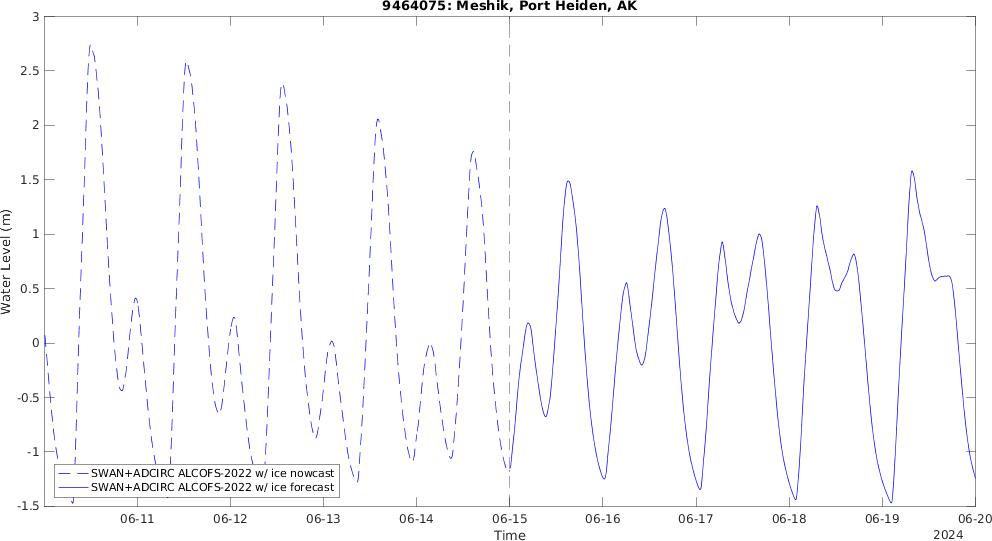 9464075: Meshik, Port Heiden, AK
3
2.5
2
1.5
1
0.5
0
-0.5
-1
-1.5
Water Level (m)
SWAN+ADCIRC ALCOFS-2022 w/ ice nowcast
SWAN+ADCIRC ALCOFS-2022 w/ ice forecast
06-11 06-12 06-13 06-14 06-15 06-16 06-17 06-18 06-19 06-20
Time
2024